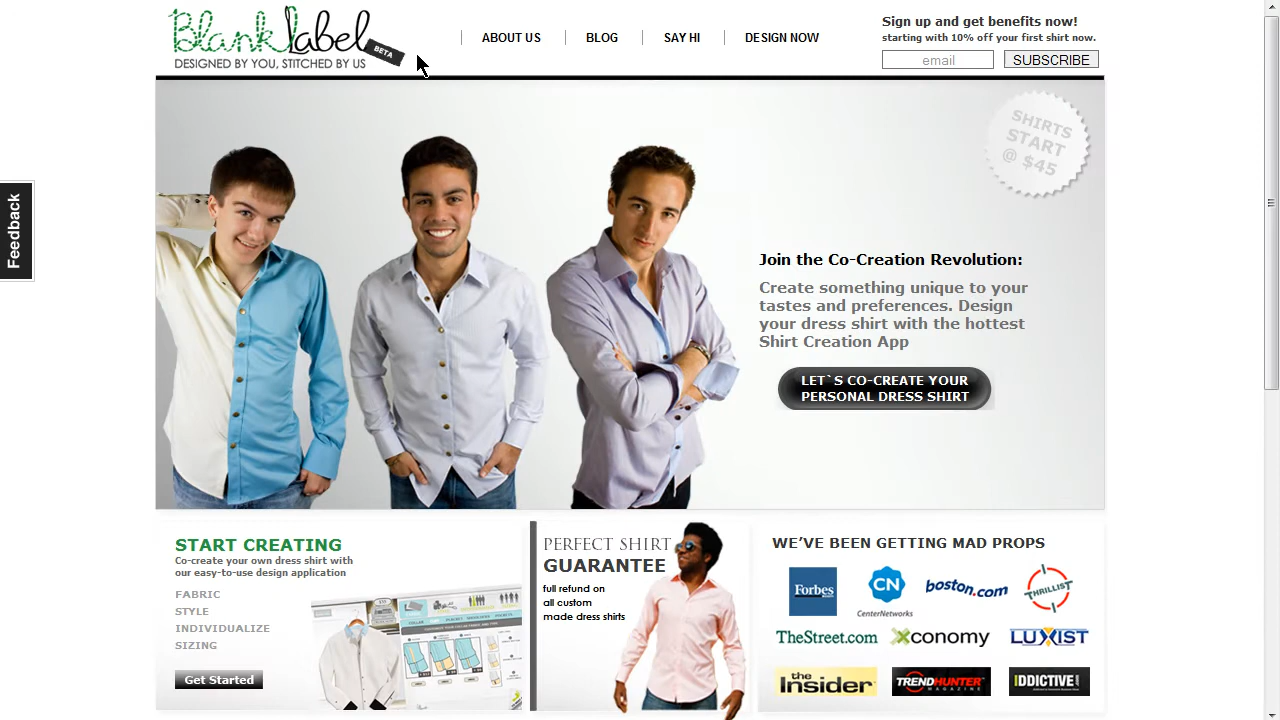 Blank label
BETA
DESIGNED BY YOU, STITCHED BY US
ABOUT US
BLOG
SAY HI
DESIGN NOW
Sign up and get benefits now!
starting with 10% off your first shirt now.
email
SUBSCRIBE
SHIRTS
START
@ $45
Feedback
Join the Co-Creation Revolution:
Create something unique to your
tastes and preferences. Design
your dress shirt with the hottest
Shirt Creation App
LET`S CO-CREATE YOUR
PERSONAL DRESS SHIRT
START CREATING
Co-create your own dress shirt with
our easy-to-use design application
FABRIC
STYLE
INDIVIDUALIZE
SIZING
Get Started
PERFECT SHIRT
GUARANTEE
full refund on
all custom
made dress shirts
WE'VE BEEN GETTING MAD PROPS
Forbes
CN
CenterNetworks
boston.com
THRILLIST
TheStreet.com
Xconomy
LUXIST
the
Insider
TRENDHUNTER
MAGAZINE
IDDICTIVE